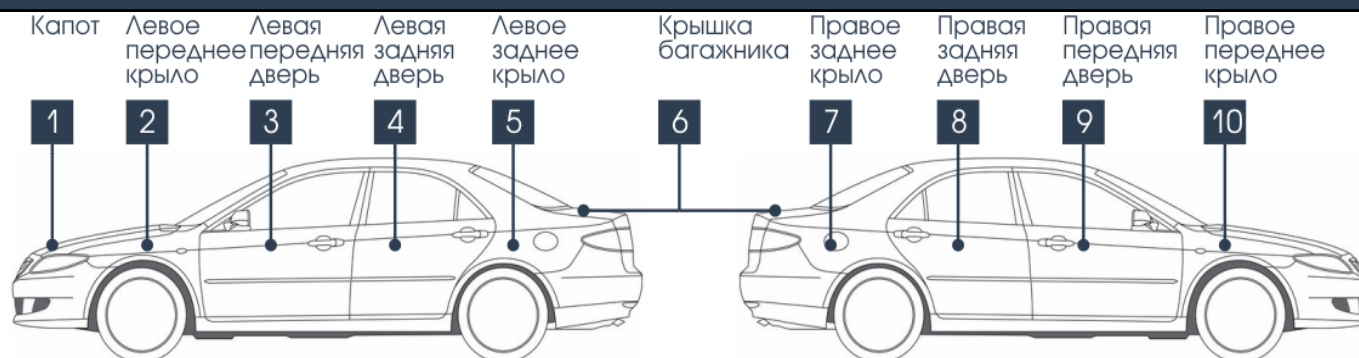 Капот
Левое
переднее
крыло
Левая
передняя
дверь
Левая
задняя
дверь
Левое
заднее
крыло
Крышка
багажника
Правое
заднее
крыло
Правая
задняя
дверь
Правая
передняя
дверь
Правое
переднее
крыло
1
2
3
4
5
6
7
8
9
10